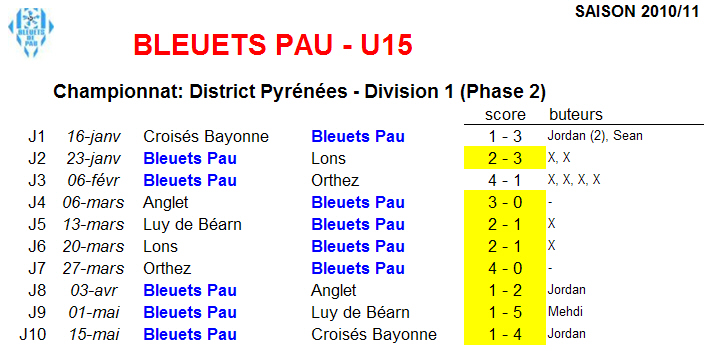 SAISON 2010/11
BLEUETS DE PAU
BLEUETS PAU - U15
Championnat: District Pyrénées - Division 1 (Phase 2)
score buteurs
J1 16-janv Croisés Bayonne Bleuets Pau 1 - 3 Jordan (2), Sean
J2 23-janv Bleuets Pau Lons 2 - 3 X, X
J3 06-févr Bleuets Pau Orthez 4 - 1 X, X, X, X
J4 06-mars Anglet Bleuets Pau 3 - 0 -
J5 13-mars Luy de Béarn Bleuets Pau 2 - 1 X
J6 20-mars Lons Bleuets Pau 2 - 1 X
J7 27-mars Orthez Bleuets Pau 4 - 0 -
J8 03-avr Bleuets Pau Anglet 1 - 2 Jordan
J9 01-mai Bleuets Pau Luy de Béarn 1 - 5 Mehdi
J10 15-mai Bleuets Pau Croisés Bayonne 1 - 4 Jordan